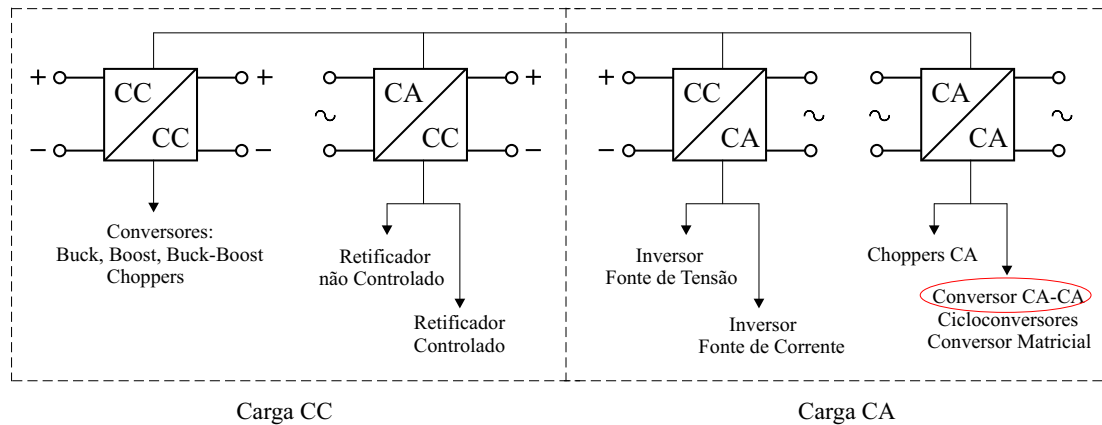 +
CC
CC
+
−
−
Conversores:
Buck, Boost, Buck-Boost
Choppers
~
CA
CC
+
−
Retificador
não Controlado
Retificador
Controlado
+
CC
CA
−
~
Inversor
Fonte de Tensão
Inversor
Fonte de Corrente
~
CA
CA
~
Choppers CA
Conversor CA-CA
Cicloconversores
Conversor Matricial
Carga CC
Carga CA